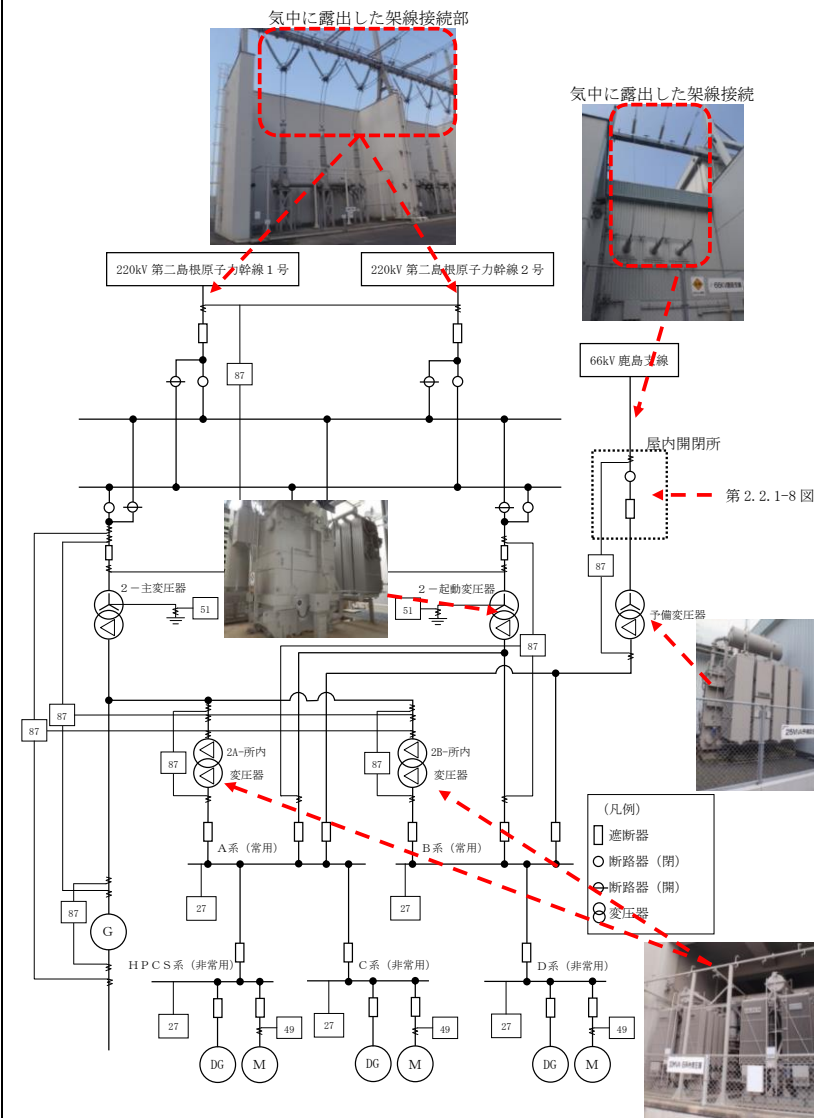 気中に露出した架線接続部
気中に露出した架線接続
220kV 第二島根原子力幹線1号
220kV 第二島根原子力幹線2号
87
66kV 鹿島支線
屋内開閉所
第 2.2.1-8 図
87
2-主変圧器
51
2-起動変圧器
51
予備変圧器
87
87
87
87
2A-所内
変圧器
87
2B-所内
変圧器
(凡例)
遮断器
断路器（閉）
断路器（開）
変圧器
A系（常用）
B系（常用）
27
27
87
G
HPCS系（非常用）
C系（非常用）
D系（非常用）
27
49
27
49
27
49
DG
M
DG
M
DG
M